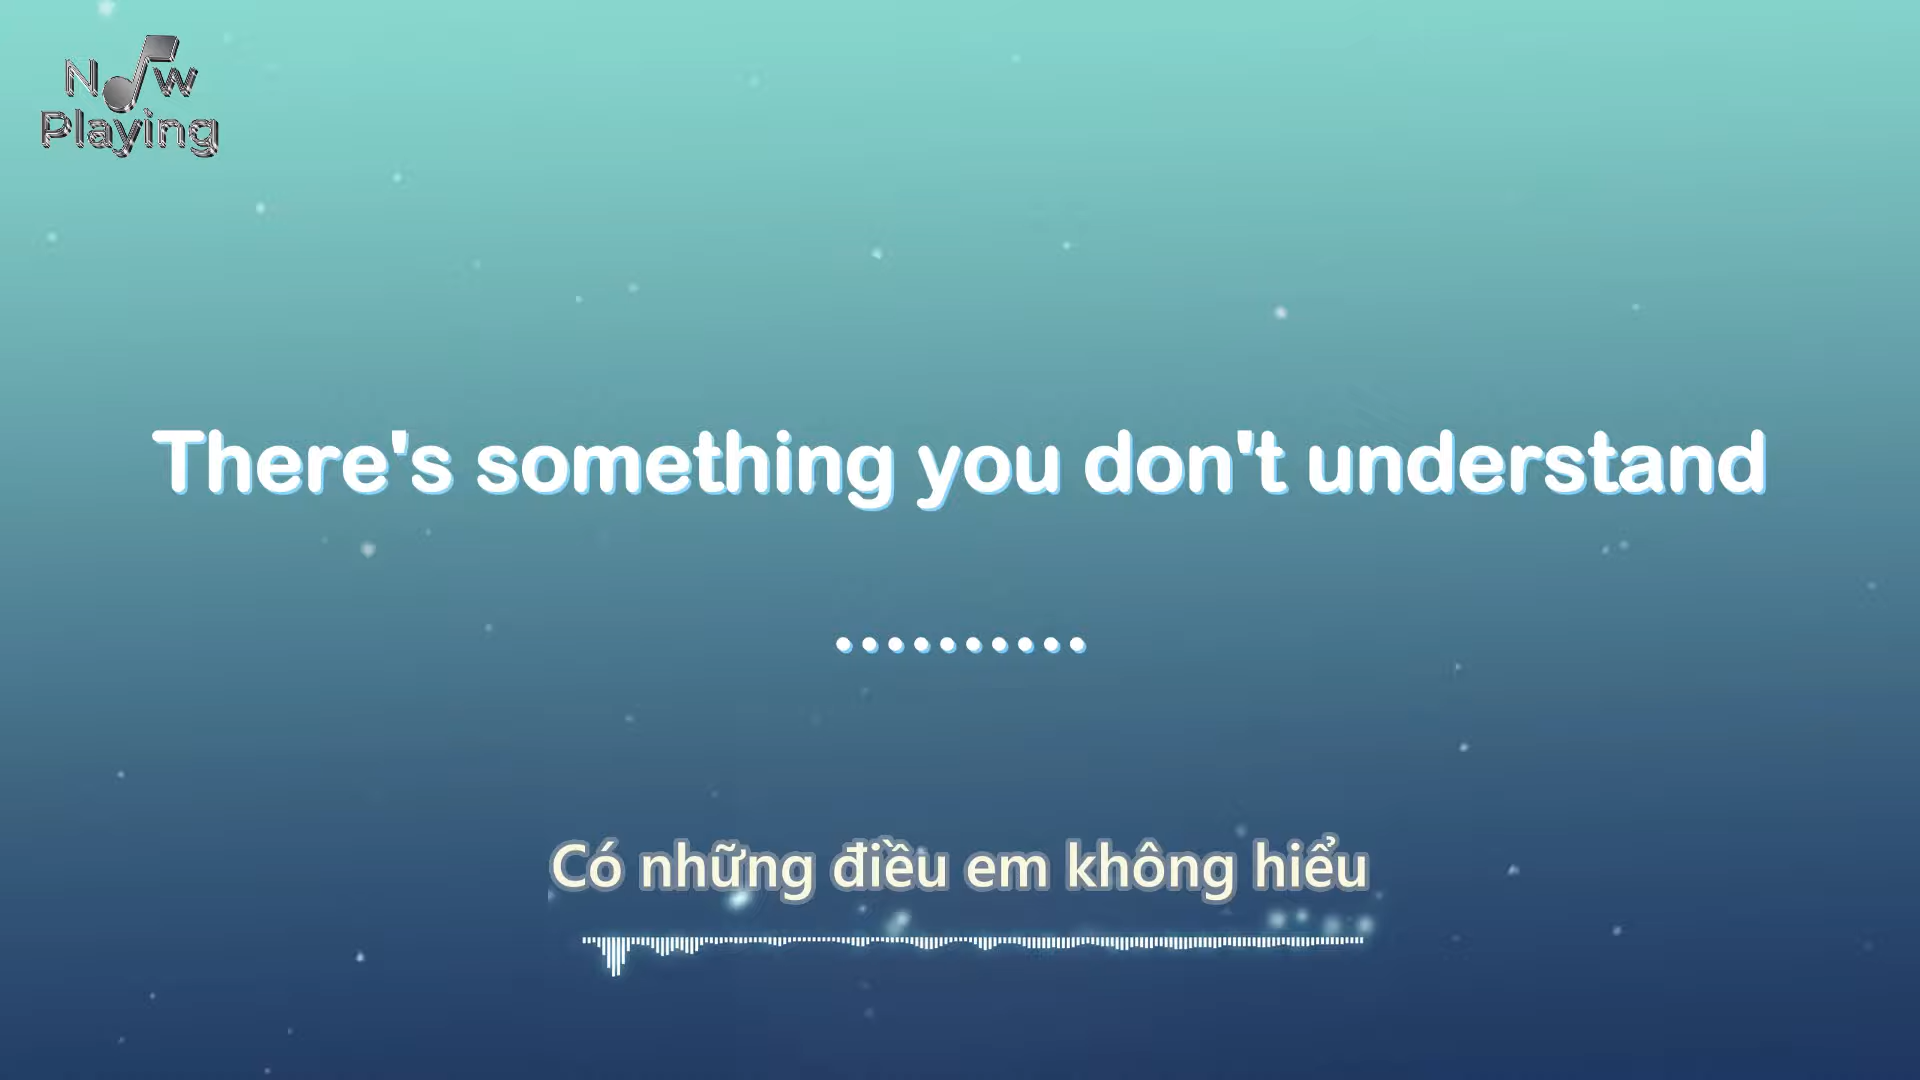 Now
Playing
There's something you don't understand
..........
Có những điều em không hiểu